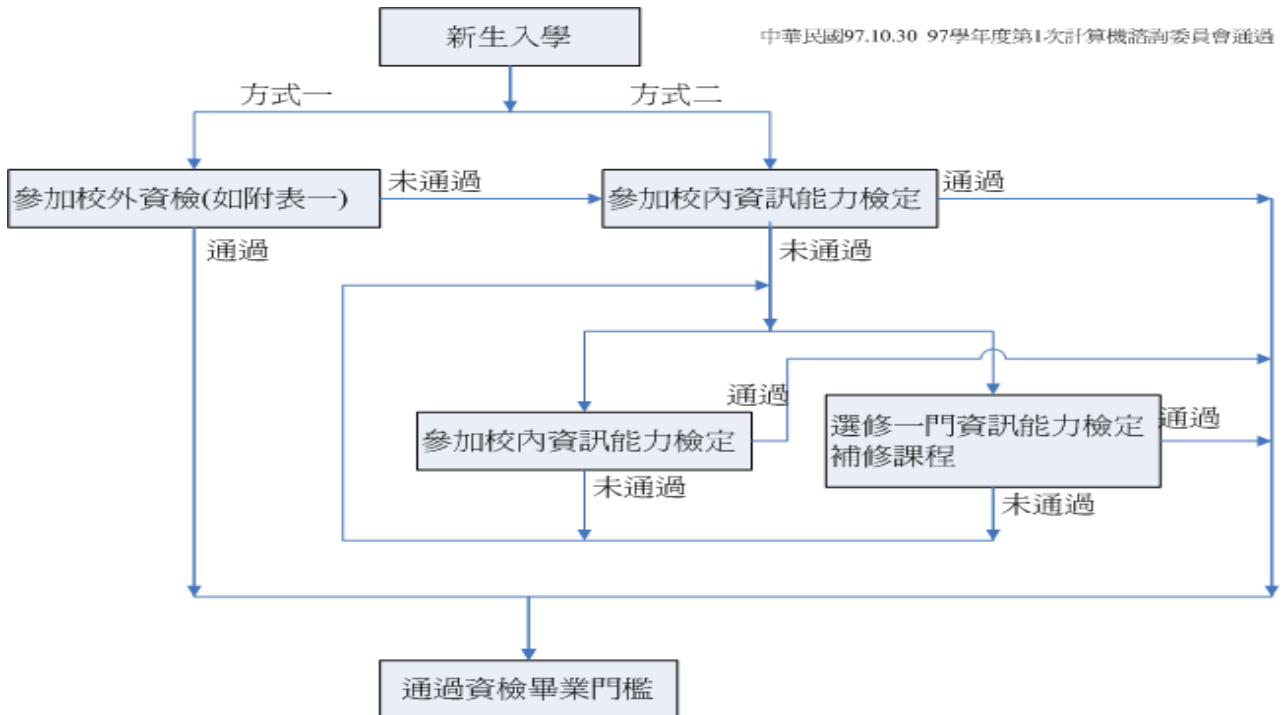 新生入學
中華民國97.10.30 97學年度第1次計算機諮詢委員會通過
方式一
方式二
參加校外資檢(如附表一)
未通過
參加校內資訊能力檢定
通過
通過
未通過
通過
參加校內資訊能力檢定
選修一門資訊能力檢定
補修課程
通過
未通過
未通過
通過資檢畢業門檻